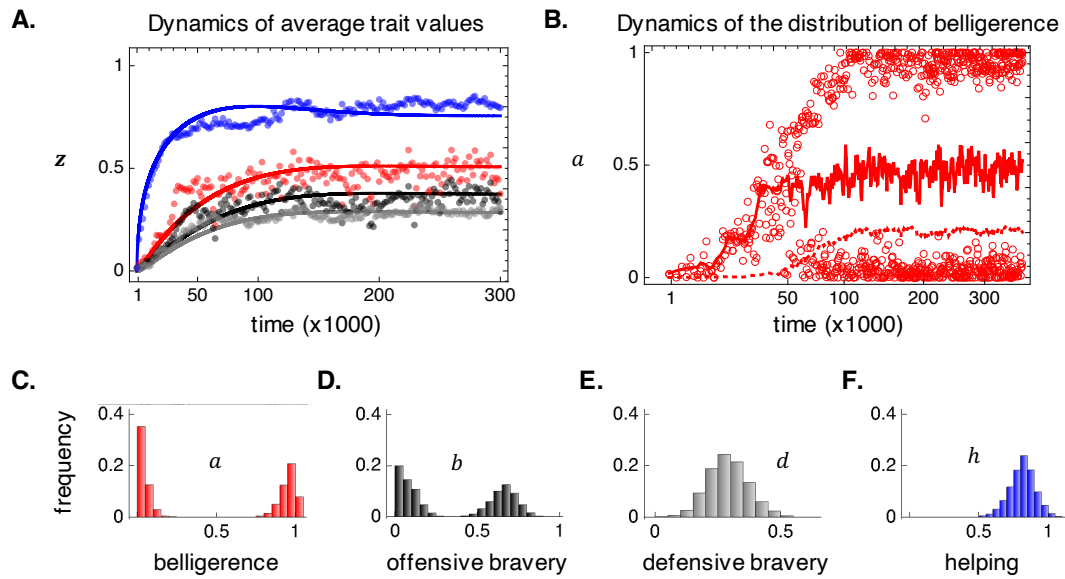 A.
Dynamics of average trait values
1
z
0.5
0
1
50
100
200
300
time (x1000)
B.
Dynamics of the distribution of belligerence
1
a
0.5
0
1
50
100
200
300
time (x1000)
C.
frequency
0.4
0.2
0
a
0.5
1
belligerence
D.
0.4
0.2
0
b
0
0.5
1
offensive bravery
E.
0.4
0.2
0
d
0
0.5
defensive bravery
F.
0.4
0.2
0
h
0.5
1
helping